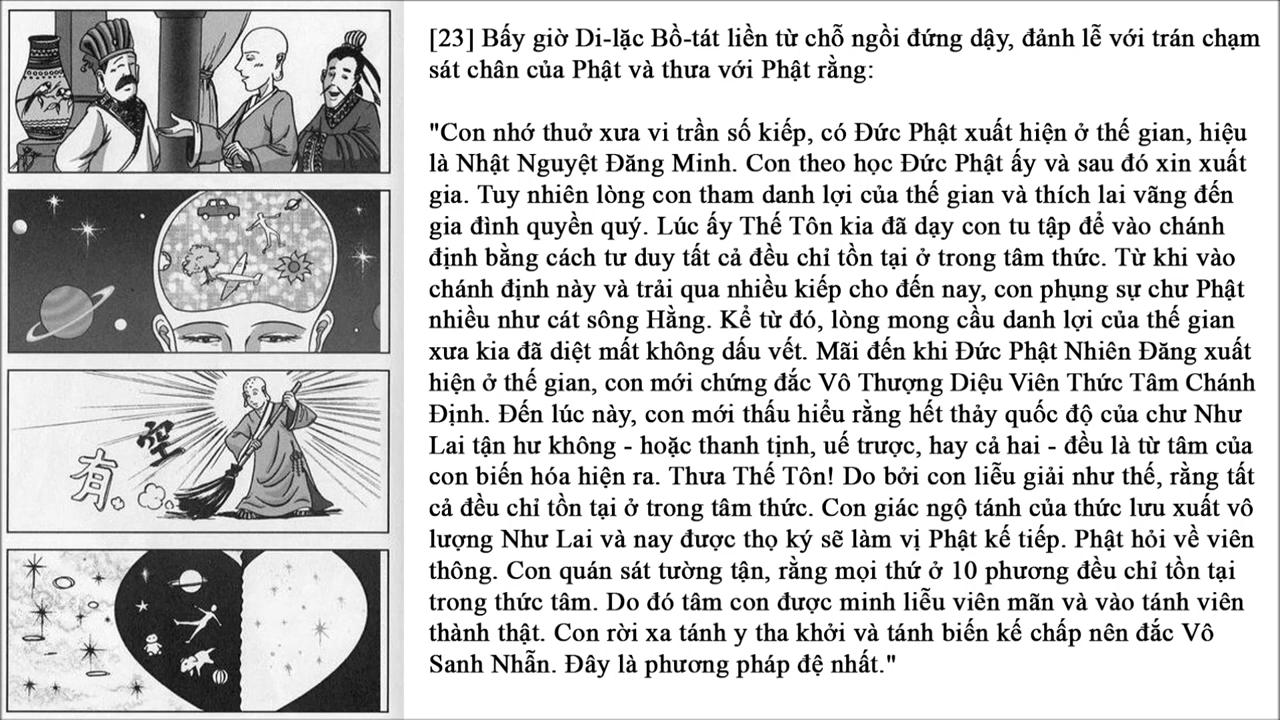 [23] Bấy giờ Di-lặc Bồ-tát liền từ chỗ ngồi đứng dậy, đảnh lễ với trán chạm
sát chân của Phật và thưa với Phật rằng:
"Con nhớ thuở xưa vi trần số kiếp, có Đức Phật xuất hiện ở thế gian, hiệu
là Nhật Nguyệt Đăng Minh. Con theo học Đức Phật ấy và sau đó xin xuất
gia. Tuy nhiên lòng con tham danh lợi của thế gian và thích lai vãng đến
gia đình quyền quý. Lúc ấy Thế Tôn kia đã dạy con tu tập để vào chánh
định bằng cách tư duy tất cả đều chỉ tồn tại ở trong tâm thức. Từ khi vào
chánh định này và trải qua nhiều kiếp cho đến nay, con phụng sự chư Phật
nhiều như cát sông Hằng. Kể từ đó, lòng mong cầu danh lợi của thế gian
xưa kia đã diệt mất không dấu vết. Mãi đến khi Đức Phật Nhiên Đăng xuất
hiện ở thế gian, con mới chứng đắc Vô Thượng Diệu Viên Thức Tâm Chánh
Định. Đến lúc này, con mới thấu hiểu rằng hết thảy quốc độ của chư Như
Lai tận hư không - hoặc thanh tịnh, uế trược, hay cả hai - đều là từ tâm của
con biến hóa hiện ra. Thưa Thế Tôn! Do bởi con liễu giải như thế, rằng tất
cả đều chỉ tồn tại ở trong tâm thức. Con giác ngộ tánh của thức lưu xuất vô
lượng Như Lai và nay được thọ ký sẽ làm vị Phật kế tiếp. Phật hỏi về viên
thông. Con quán sát tường tận, rằng mọi thứ ở 10 phương đều chỉ tồn tại
trong thức tâm. Do đó tâm con được minh liễu viên mãn và vào tánh viên
thành thật. Con rời xa tánh y tha khởi và tánh biến kế chấp nên đắc Vô
Sanh Nhẫn. Đây là phương pháp đệ nhất."
空
有